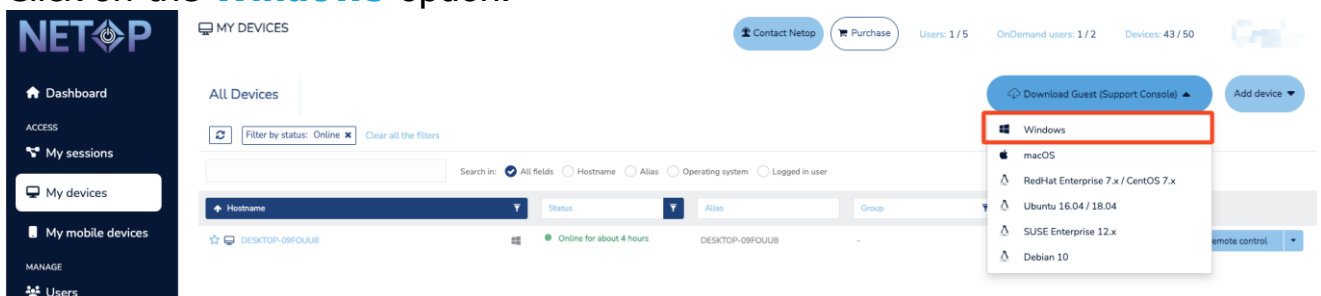 Click on the Windows option.
NETOP
MY DEVICES
Contact Netop
Purchase
Users: 1 / 5
OnDemand users: 1 / 2
Devices: 43 / 50
Dashboard
All Devices
Download Guest (Support Console)
Add device
ACCESS
Filter by status: Online
Clear all the filters
Windows
My sessions
macOS
Search in: All fields Hostname Alias Operating system Logged in user
RedHat Enterprise 7.x / CentOS 7.x
My devices
Hostname
Status
Alias
Group
Ubuntu 16.04 / 18.04
My mobile devices
DESKTOP-09FOUU8
Online for about 4 hours
DESKTOP-09FOUU8
-
SUSE Enterprise 12.x
emote control
MANAGE
Debian 10
Users